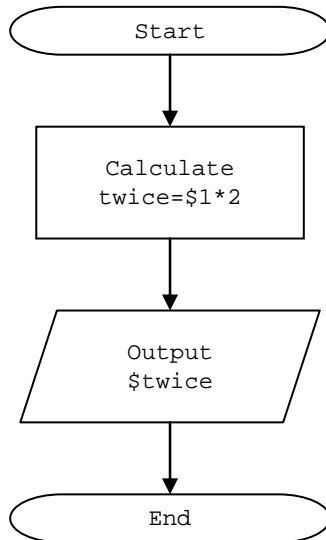 Start
Calculate
twice=$1*2
Output
$twice
End